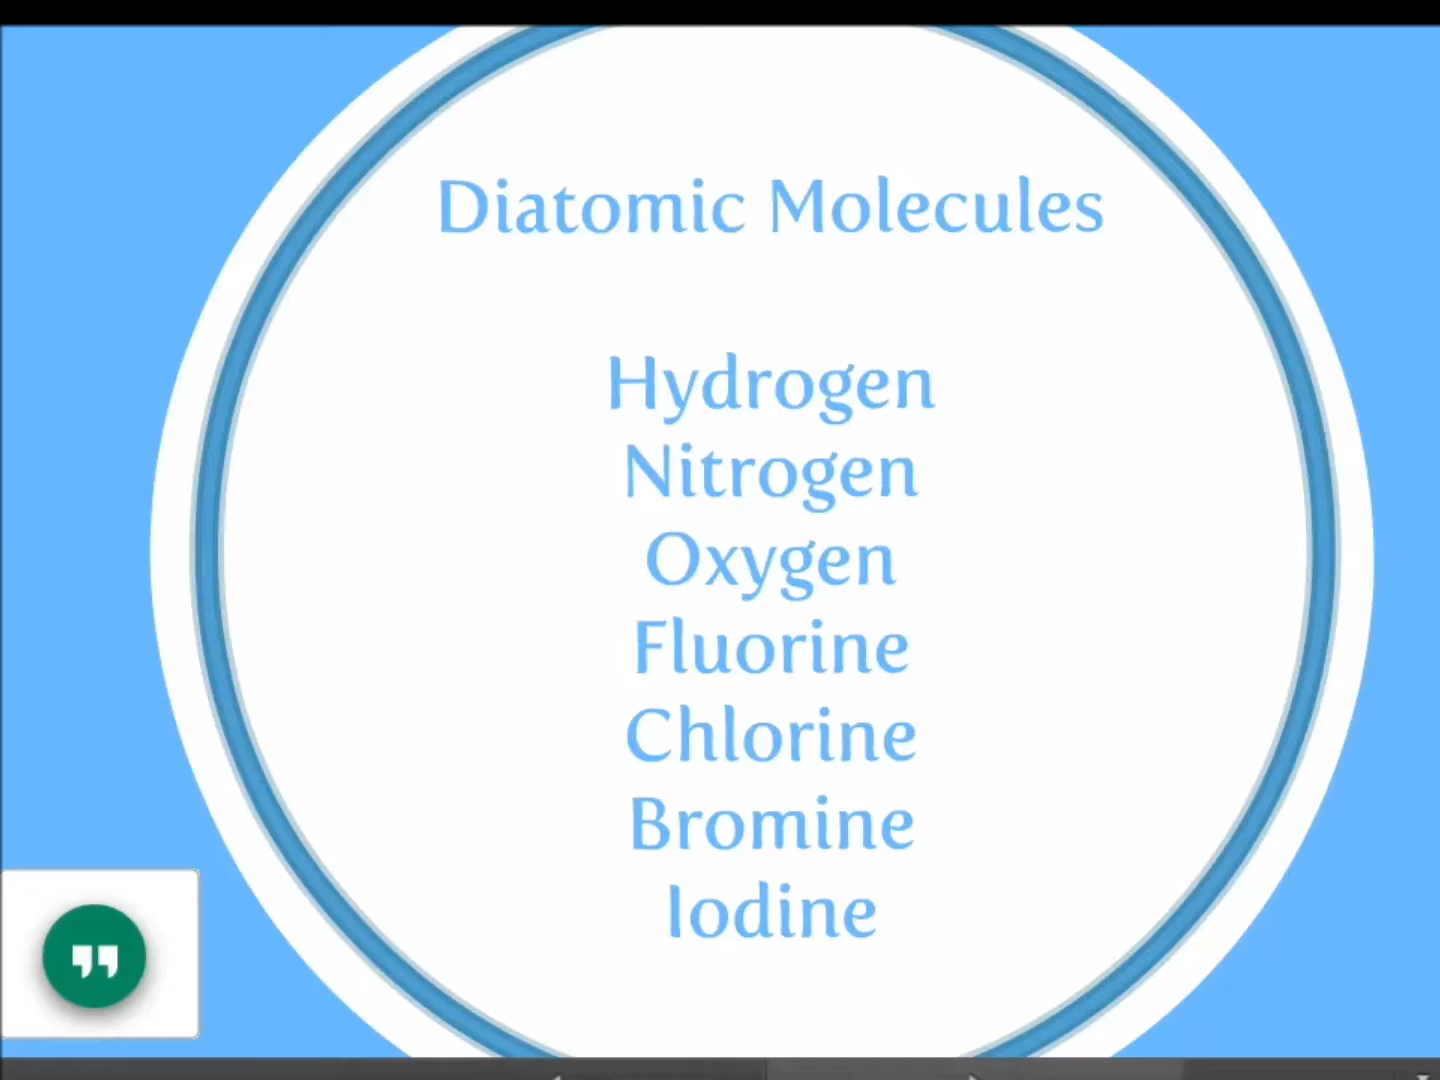 Diatomic Molecules
Hydrogen
Nitrogen
Oxygen
Fluorine
Chlorine
Bromine
Iodine